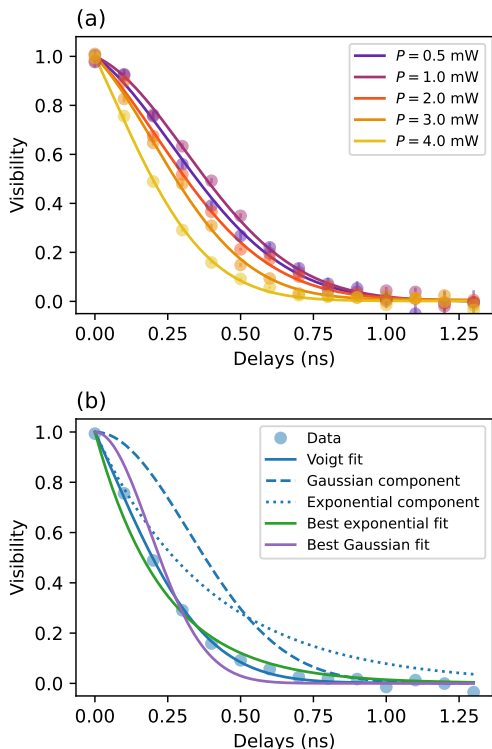 (a)
1.0
0.8
0.6
0.4
0.2
0.0
Visibility
P = 0.5 mW
P = 1.0 mW
P = 2.0 mW
P = 3.0 mW
P = 4.0 mW
0.00 0.25 0.50 0.75 1.00 1.25
Delays (ns)
(b)
1.0
0.8
0.6
0.4
0.2
0.0
Visibility
Data
Voigt fit
Gaussian component
Exponential component
Best exponential fit
Best Gaussian fit
0.00 0.25 0.50 0.75 1.00 1.25
Delays (ns)